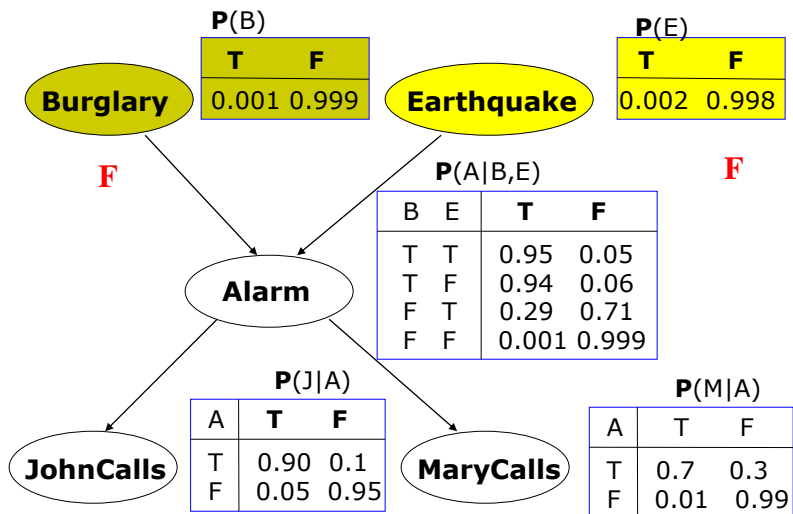 P(B)
T F
0.001 0.999
Burglary
P(E)
T F
0.002 0.998
Earthquake
F
F
P(A|B,E)
B E T F
T T 0.95 0.05
T F 0.94 0.06
F T 0.29 0.71
F F 0.001 0.999
Alarm
P(J|A)
A T F
T 0.90 0.1
F 0.05 0.95
JohnCalls
P(M|A)
A T F
T 0.7 0.3
F 0.01 0.99
MaryCalls